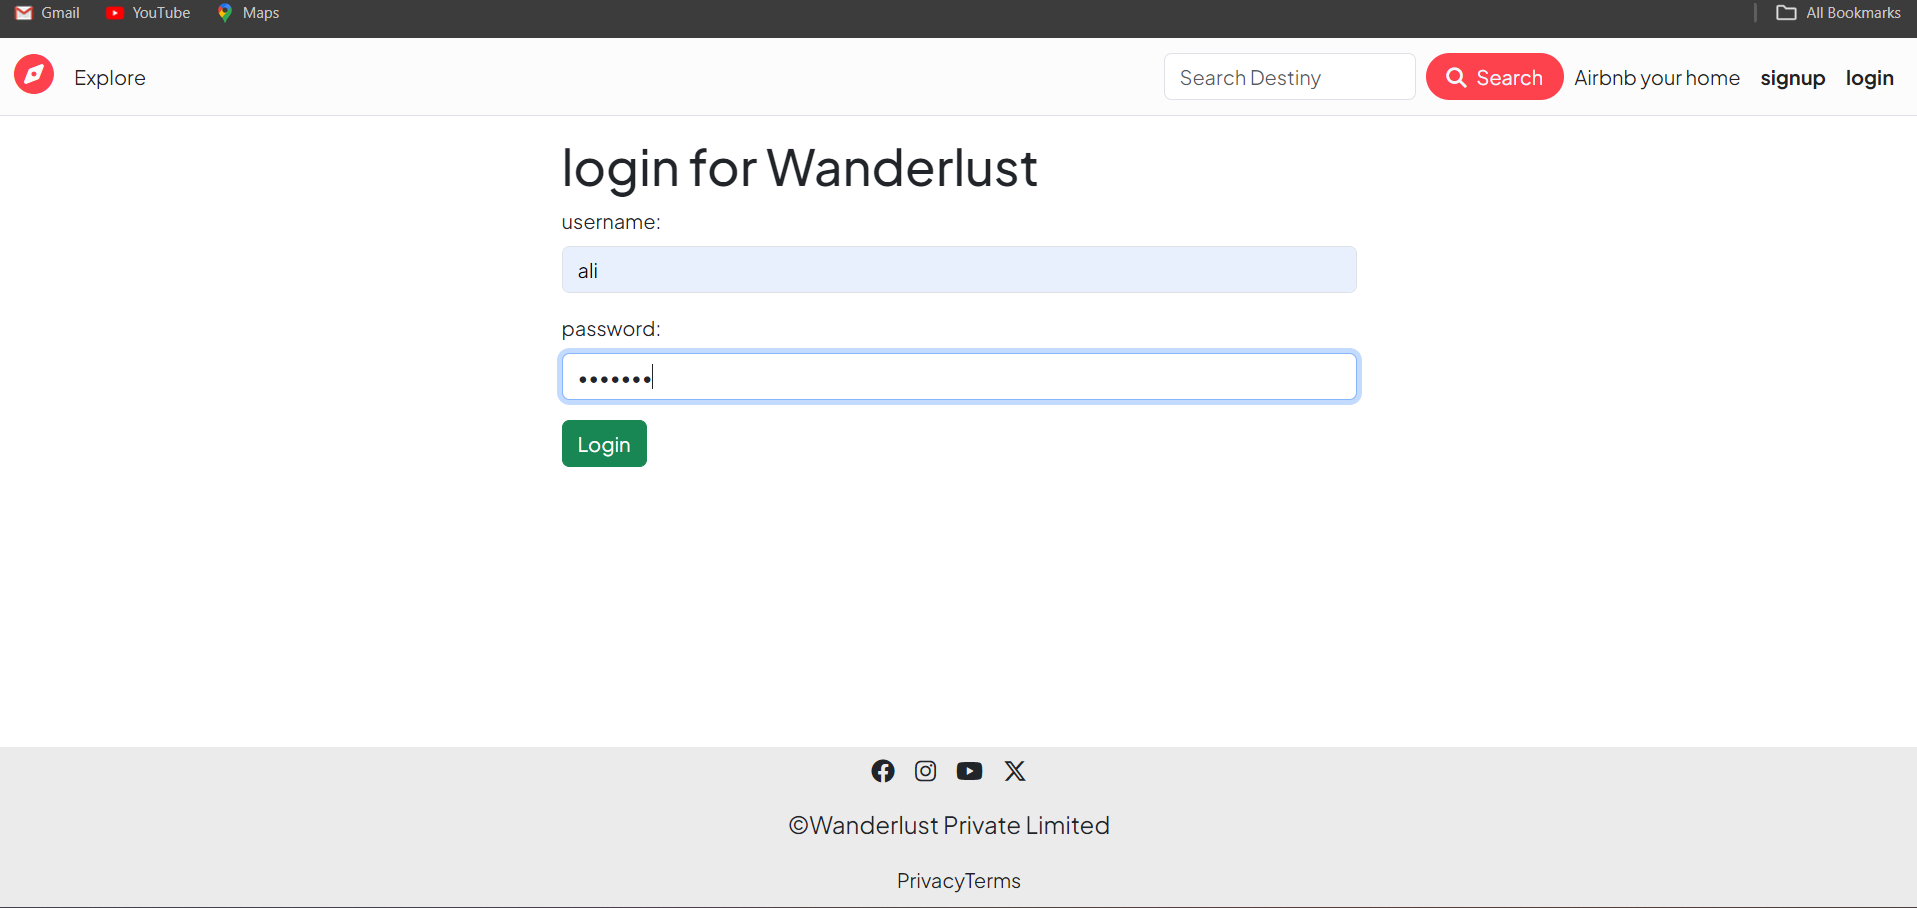 Gmail YouTube Maps All Bookmarks
Explore Search Destiny Search Airbnb your home signup login
login for Wanderlust
username:
ali
password:
•••••••
Login
©Wanderlust Private Limited
PrivacyTerms